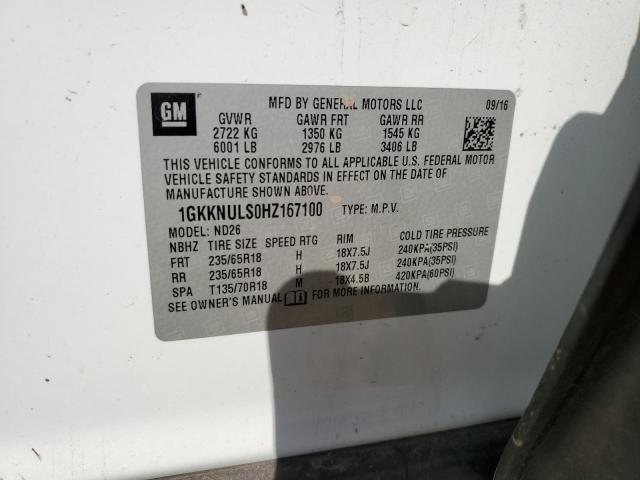 GM
MFD BY GENERAL MOTORS LLC 09/16
GVWR GAWR FRT GAWR RR
2722 KG 1350 KG 1545 KG
6001 LB 2976 LB 3406 LB
THIS VEHICLE CONFORMS TO ALL APPLICABLE U.S. FEDERAL MOTOR
VEHICLE SAFETY STANDARDS IN EFFECT ON THE DATE OF
MANUFACTURE SHOWN ABOVE.
1GKKNULS0HZ167100 TYPE: M.P.V.
MODEL: ND26
NBHZ TIRE SIZE SPEED RTG RIM COLD TIRE PRESSURE
FRT 235/65R18 H 18X7.5J 240KPA(35PSI)
RR 235/65R18 H 18X7.5J 240KPA(35PSI)
SPA T135/70R18 M 18X4.5B 420KPA(60PSI)
SEE OWNER'S MANUAL FOR MORE INFORMATION.